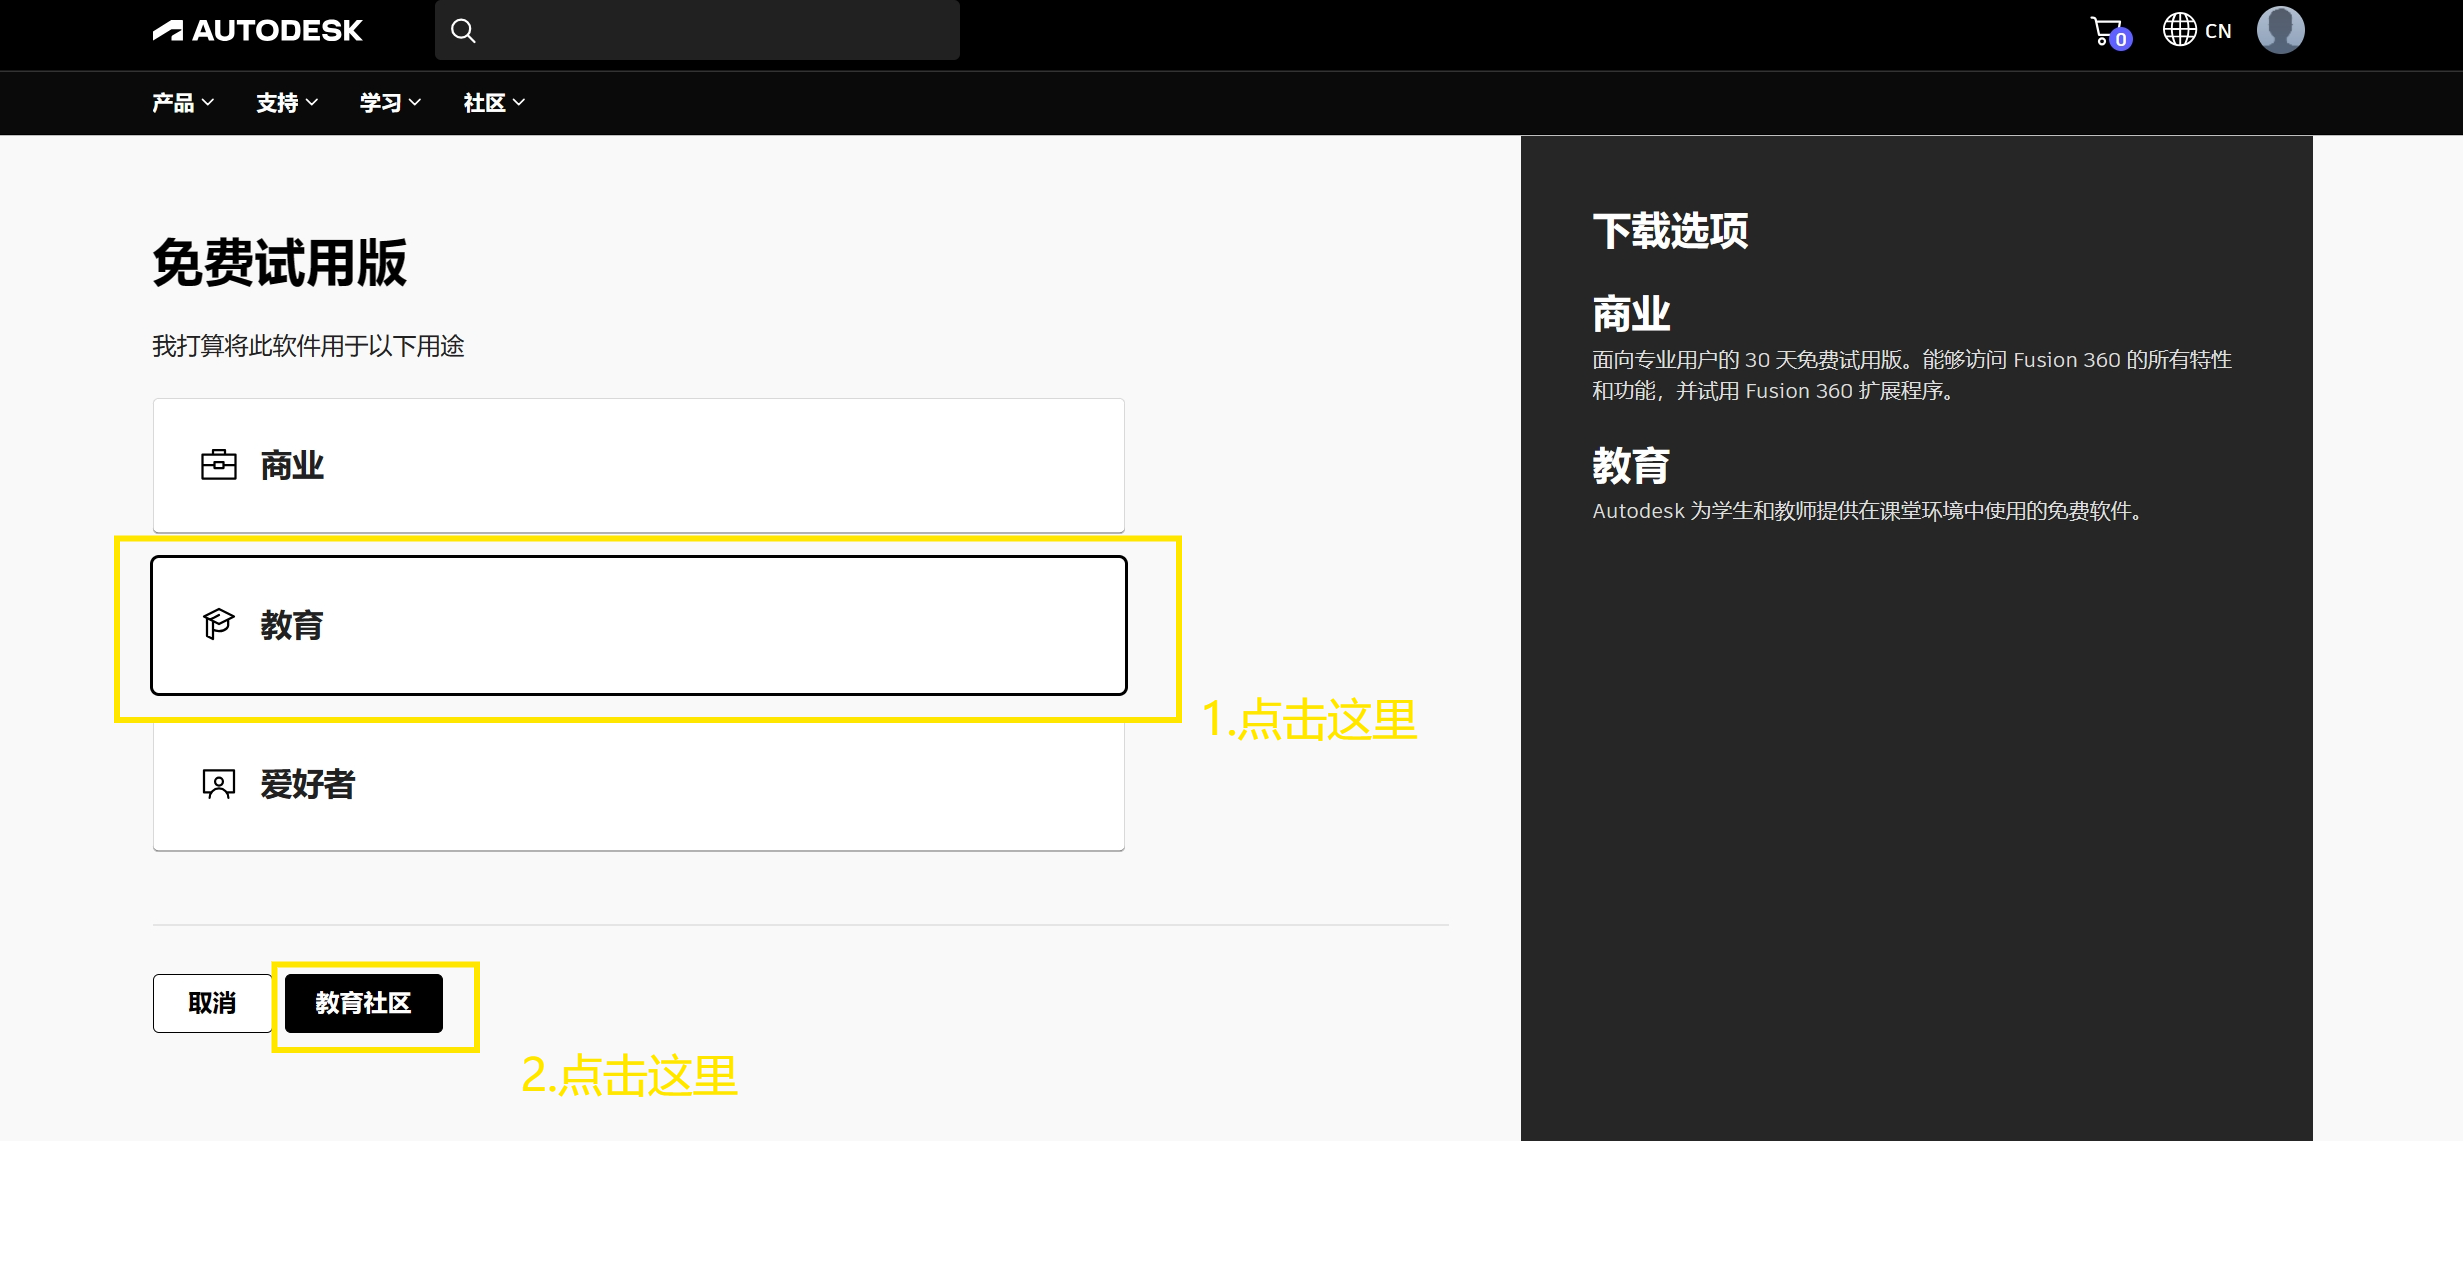 AUTODESK
0
CN
产品
支持
学习
社区
免费试用版
我打算将此软件用于以下用途
商业
教育
1.点击这里
爱好者
取消
教育社区
2.点击这里
下载选项
商业
面向专业用户的 30 天免费试用版。能够访问 Fusion 360 的所有特性
和功能，并试用 Fusion 360 扩展程序。
教育
Autodesk 为学生和教师提供在课堂环境中使用的免费软件。